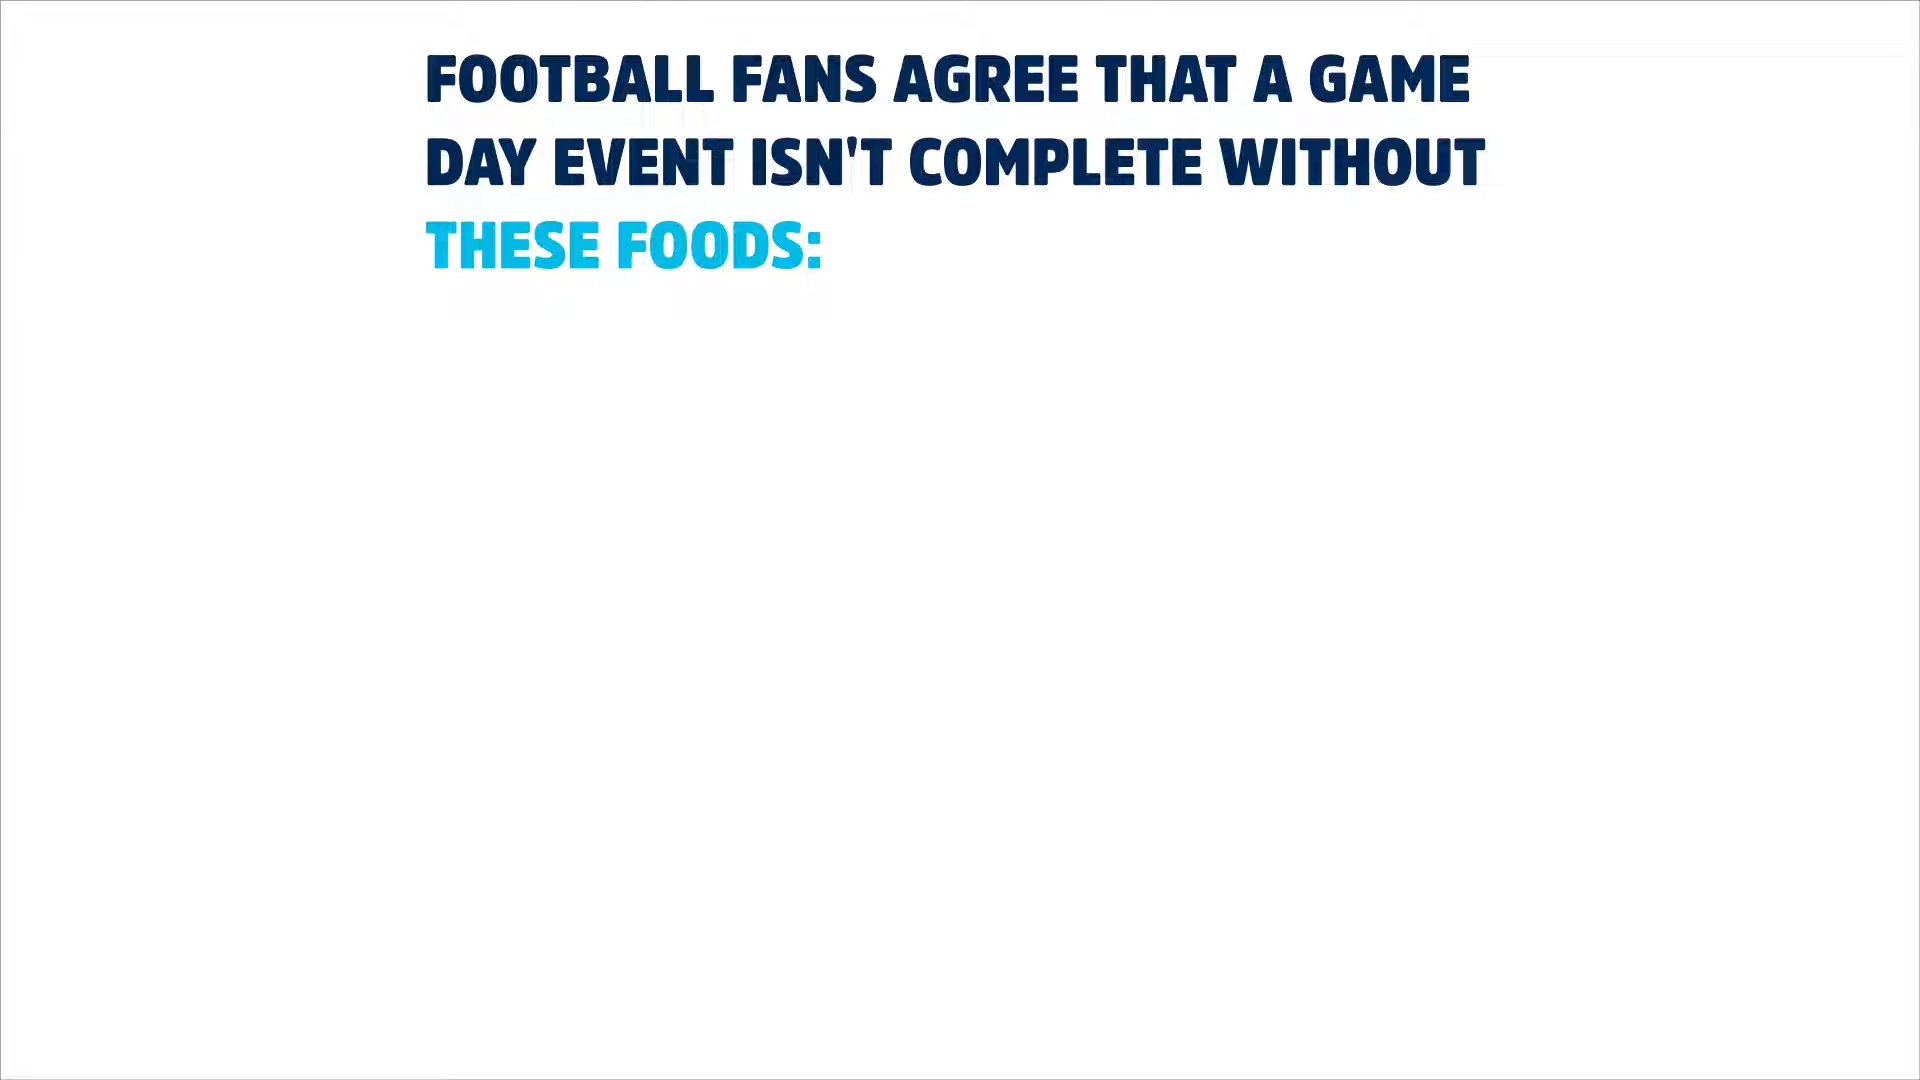 FOOTBALL FANS AGREE THAT A GAME
DAY EVENT ISN'T COMPLETE WITHOUT
THESE FOODS: